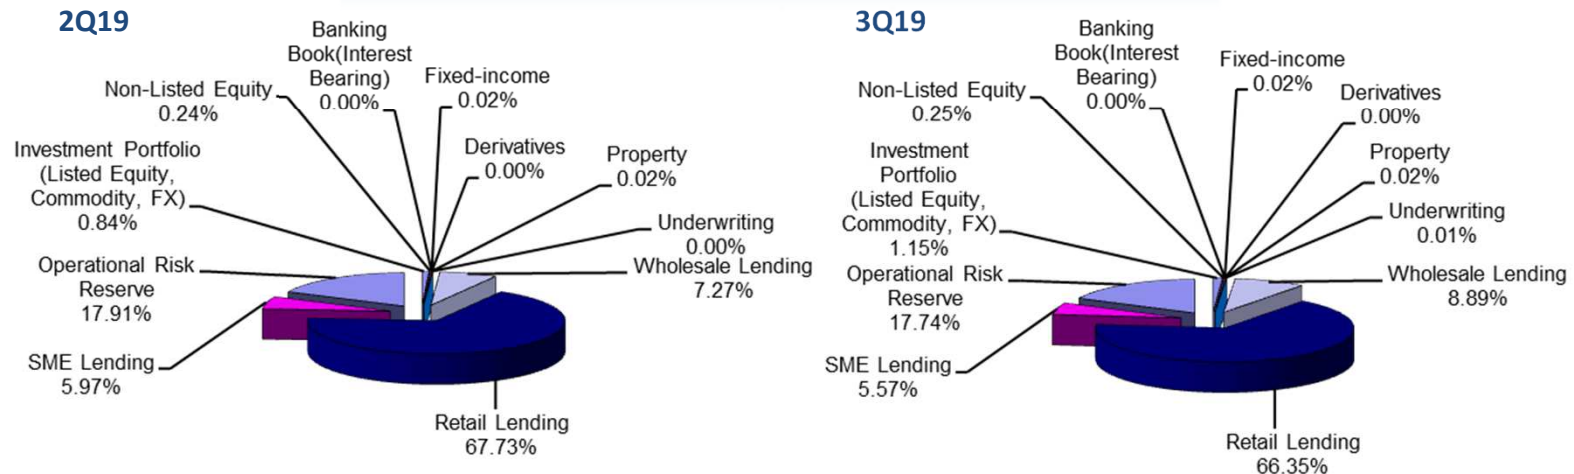 2Q19
Banking
Book(Interest
Bearing)
0.00%
Fixed-income
0.02%
Non-Listed Equity
0.24%
Derivatives
0.00%
Property
0.02%
Investment Portfolio
(Listed Equity,
Commodity, FX)
0.84%
Underwriting
0.00%
Wholesale Lending
7.27%
Operational Risk
Reserve
17.91%
SME Lending
5.97%
Retail Lending
67.73%
3Q19
Banking
Book(Interest
Bearing)
0.00%
Fixed-income
0.02%
Non-Listed Equity
0.25%
Derivatives
0.00%
Investment
Portfolio
(Listed Equity,
Commodity, FX)
1.15%
Property
0.02%
Underwriting
0.01%
Wholesale Lending
8.89%
Operational Risk
Reserve
17.74%
SME Lending
5.57%
Retail Lending
66.35%